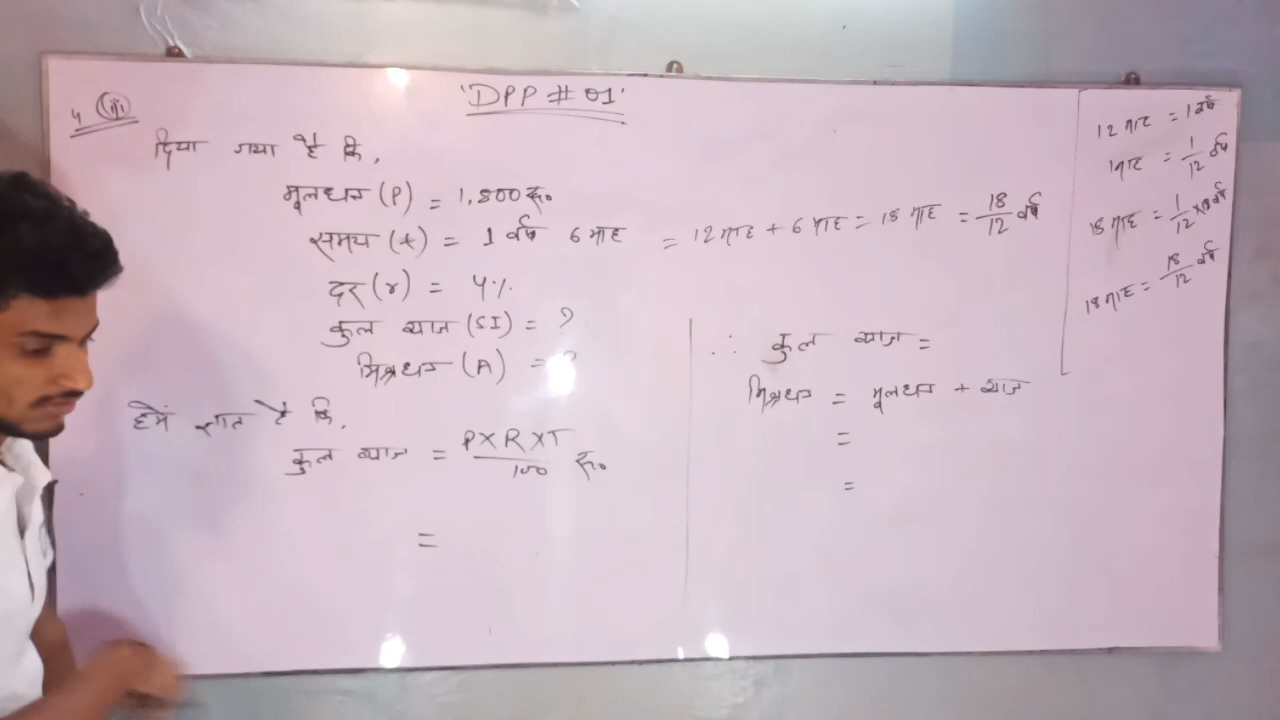 'DPP # 01'
4 (ii)
दिया गया है कि,
मूलधन (P) = 1,800 रु०
समय (t) = 1 वर्ष 6 माह = 12 माह + 6 माह = 18 माह = 18/12 वर्ष
दर (r) = 4%
कुल ब्याज (SI) = ?
मिश्रधन (A) = ?
हमें ज्ञात है कि,
कुल ब्याज = P×R×T/100 रु०
=
∴ कुल ब्याज =
मिश्रधन = मूलधन + ब्याज
=
=
12 माह = 1 वर्ष
1 माह = 1/12 वर्ष
18 माह = 1/12 × 18 वर्ष
18 माह = 18/12 वर्ष